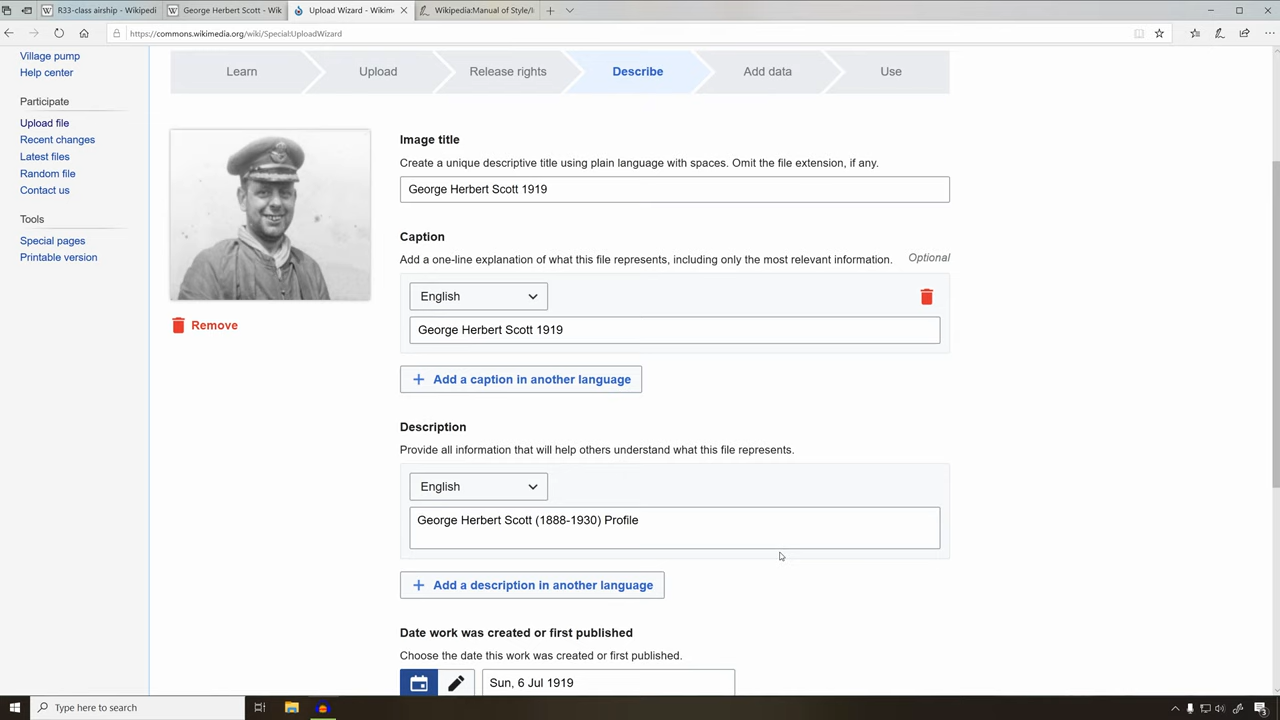 R33-class airship - Wikipedi
George Herbert Scott - Wik
Upload Wizard - Wikim
Wikipedia:Manual of Style/I
https://commons.wikimedia.org/wiki/Special:UploadWizard
Village pump
Help center
Participate
Upload file
Recent changes
Latest files
Random file
Contact us
Tools
Special pages
Printable version
Learn
Upload
Release rights
Describe
Add data
Use
Remove
Image title
Create a unique descriptive title using plain language with spaces. Omit the file extension, if any.
George Herbert Scott 1919
Caption
Add a one-line explanation of what this file represents, including only the most relevant information.
Optional
English
George Herbert Scott 1919
+ Add a caption in another language
Description
Provide all information that will help others understand what this file represents.
English
George Herbert Scott (1888-1930) Profile
+ Add a description in another language
Date work was created or first published
Choose the date this work was created or first published.
Sun, 6 Jul 1919
Type here to search
3